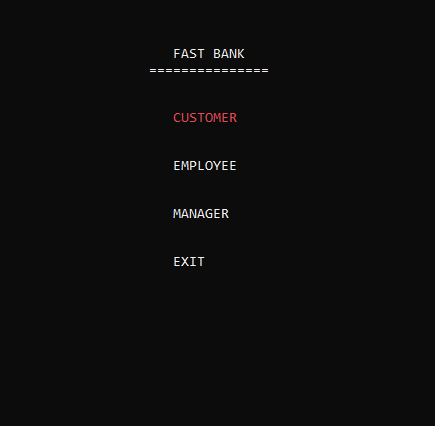 FAST BANK
===============
CUSTOMER
EMPLOYEE
MANAGER
EXIT